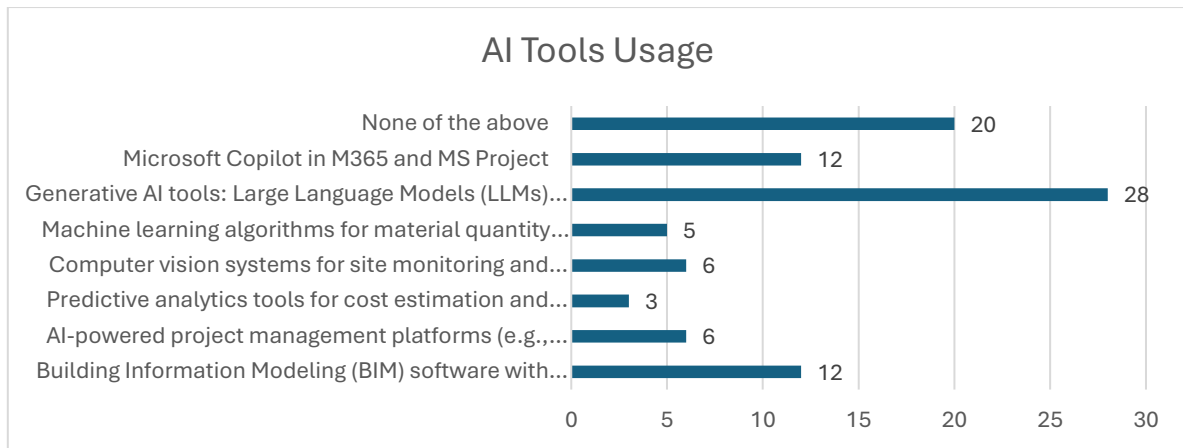 AI Tools Usage
None of the above 20
Microsoft Copilot in M365 and MS Project 12
Generative AI tools: Large Language Models (LLMs)... 28
Machine learning algorithms for material quantity... 5
Computer vision systems for site monitoring and... 6
Predictive analytics tools for cost estimation and... 3
AI-powered project management platforms (e.g.,... 6
Building Information Modeling (BIM) software with... 12
0 5 10 15 20 25 30